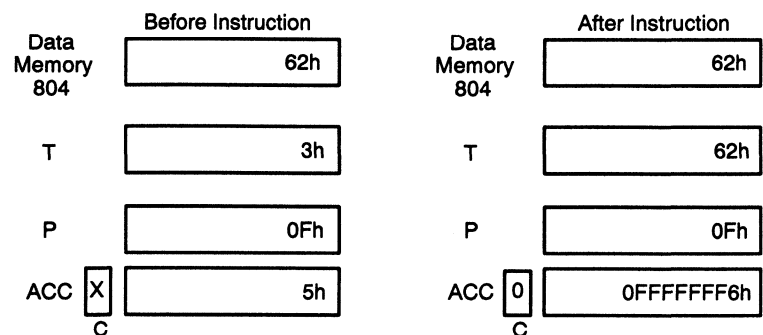 Before Instruction
After Instruction
Data
Memory
804
62h
Data
Memory
804
62h
T
3h
T
62h
P
0Fh
P
0Fh
ACC
X
5h
ACC
0
0FFFFFFF6h
C
C